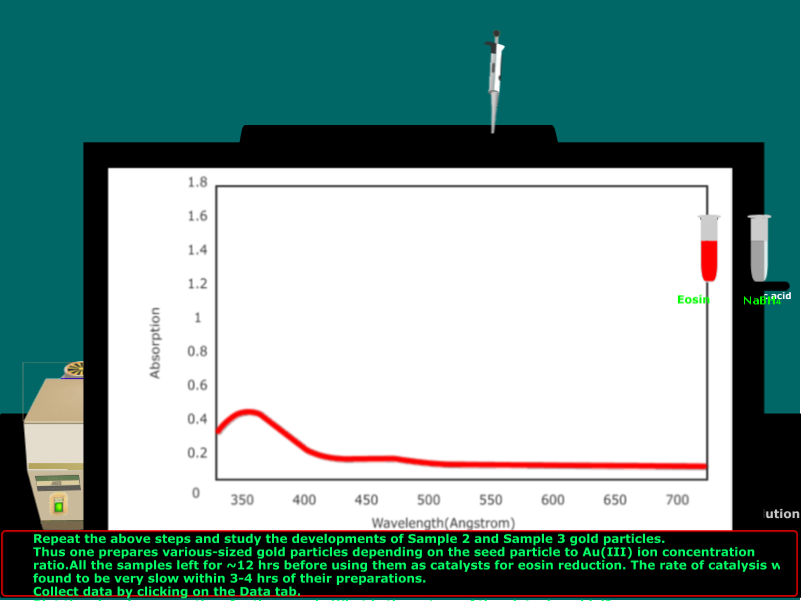 1.8
1.6
1.4
1.2
1
0.8
0.6
0.4
0.2
0
Absorption
350 400 450 500 550 600 650 700
Wavelength(Angstrom)
Eosin
NaBH4
c acid
lution
Repeat the above steps and study the developments of Sample 2 and Sample 3 gold particles.
Thus one prepares various-sized gold particles depending on the seed particle to Au(III) ion concentration
ratio.All the samples left for ~12 hrs before using them as catalysts for eosin reduction. The rate of catalysis w
found to be very slow within 3-4 hrs of their preparations.
Collect data by clicking on the Data tab.